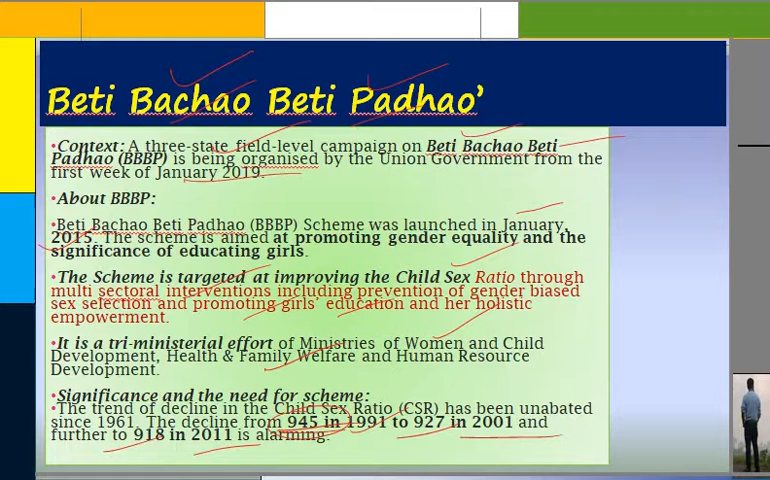 Beti Bachao Beti Padhao’
•Context: A three-state field-level campaign on Beti Bachao Beti
Padhao (BBBP) is being organised by the Union Government from the
first week of January 2019.
•About BBBP:
•Beti Bachao Beti Padhao (BBBP) Scheme was launched in January,
2015. The scheme is aimed at promoting gender equality and the
significance of educating girls.
•The Scheme is targeted at improving the Child Sex Ratio through
multi sectoral interventions including prevention of gender biased
sex selection and promoting girls’ education and her holistic
empowerment.
•It is a tri-ministerial effort of Ministries of Women and Child
Development, Health & Family Welfare and Human Resource
Development.
•Significance and the need for scheme:
•The trend of decline in the Child Sex Ratio (CSR) has been unabated
since 1961. The decline from 945 in 1991 to 927 in 2001 and
further to 918 in 2011 is alarming.